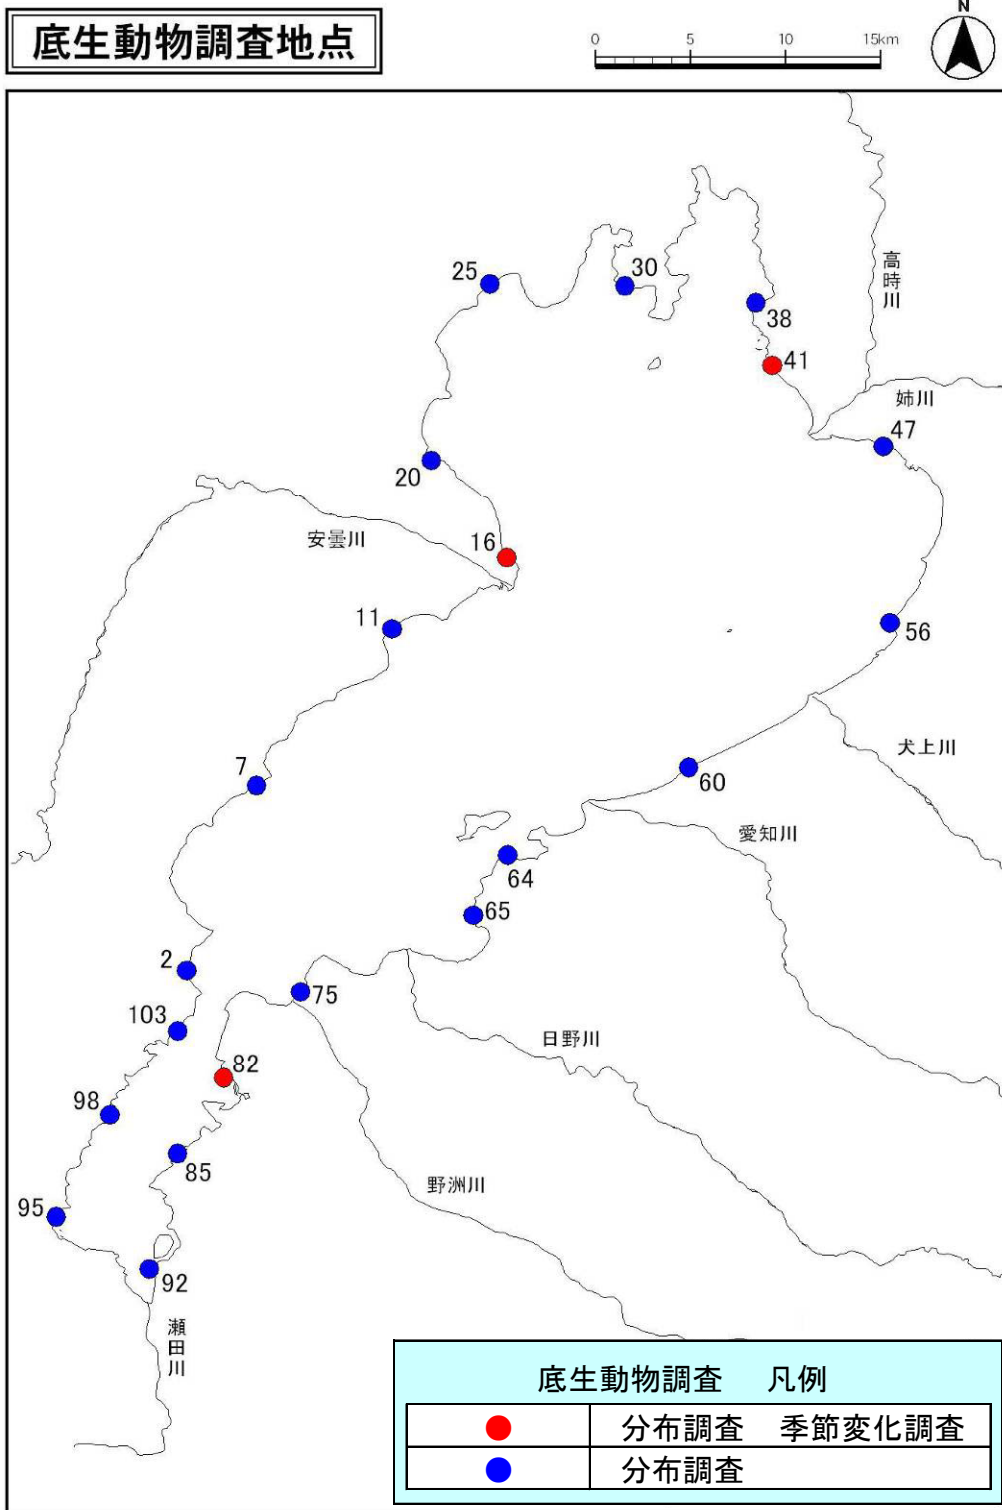 底生動物調査地点
0 5 10 15km
N
高時川
25
30
38
41
姉川
47
20
安曇川
16
11
56
犬上川
7
60
愛知川
64
65
2
75
103
日野川
82
98
85
野洲川
95
92
瀬田川
底生動物調査 凡例
分布調査 季節変化調査
分布調査